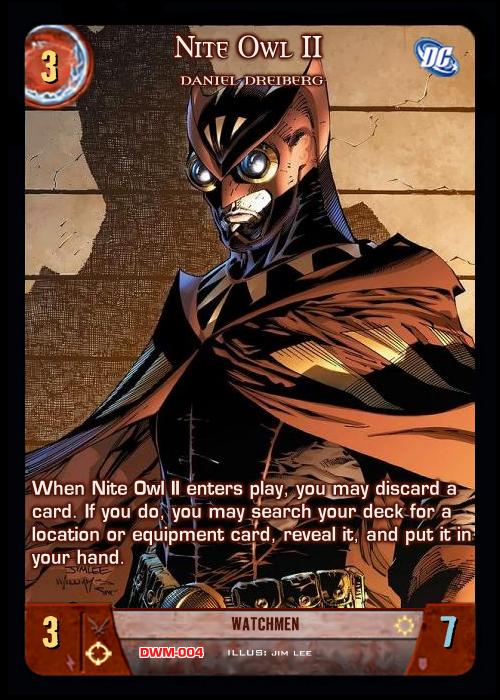 3
Nite Owl II
DC
DANIEL DREIBERG
When Nite Owl II enters play, you may discard a
card. If you do, you may search your deck for a
location or equipment card, reveal it, and put it in
your hand.
JIMLEE
WILLIAMS
3
WATCHMEN
7
DWM-004
ILLUS: JIM LEE